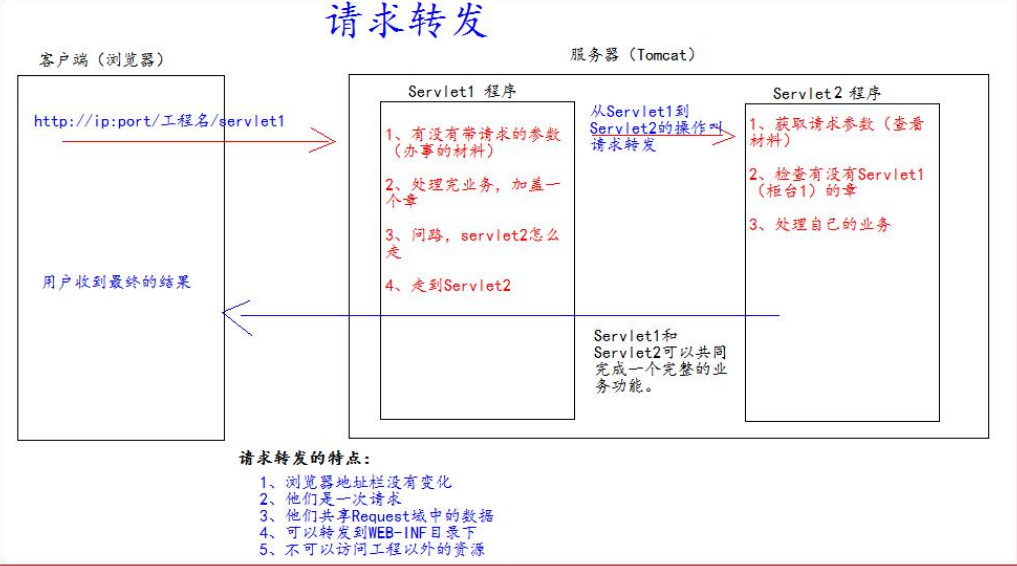 请求转发
客户端（浏览器）
服务器（Tomcat）
http://ip:port/工程名/servlet1
用户收到最终的结果
Servlet1 程序
1、有没有带请求的参数
（办事的材料）
2、处理完业务，加盖一
个章
3、问路，servlet2怎么
走
4、走到Servlet2
从Servlet1到
Servlet2的操作叫
请求转发
Servlet2 程序
1、获取请求参数（查看
材料）
2、检查有没有Servlet1
（柜台1）的章
3、处理自己的业务
Servlet1和
Servlet2可以共同
完成一个完整的业
务功能。
请求转发的特点：
1、浏览器地址栏没有变化
2、他们是一次请求
3、他们共享Request域中的数据
4、可以转发到WEB-INF目录下
5、不可以访问工程以外的资源